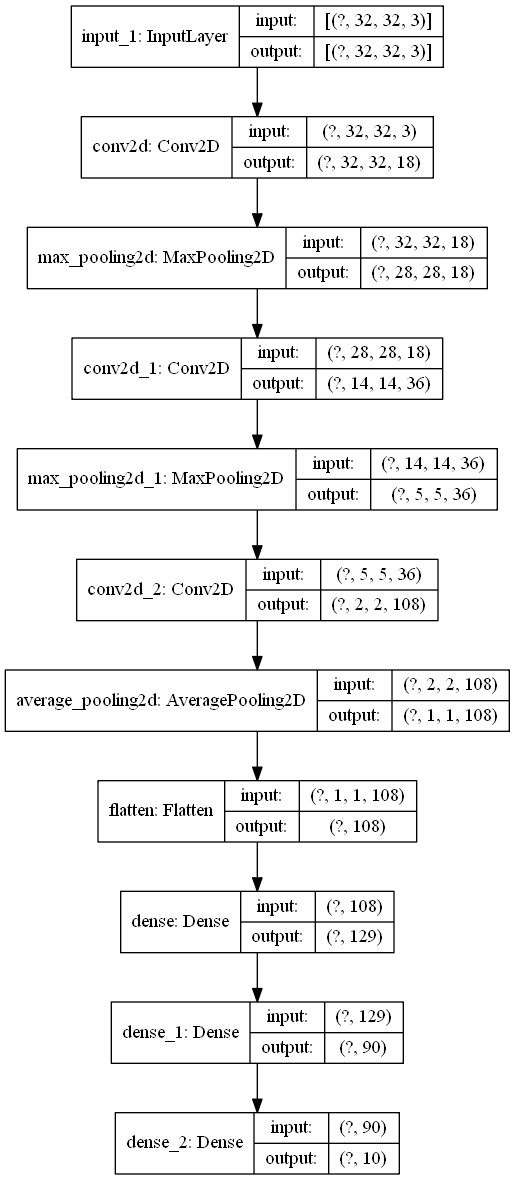 input_1: InputLayer
input:
[(?, 32, 32, 3)]
output:
[(?, 32, 32, 3)]
conv2d: Conv2D
input:
(?, 32, 32, 3)
output:
(?, 32, 32, 18)
max_pooling2d: MaxPooling2D
input:
(?, 32, 32, 18)
output:
(?, 28, 28, 18)
conv2d_1: Conv2D
input:
(?, 28, 28, 18)
output:
(?, 14, 14, 36)
max_pooling2d_1: MaxPooling2D
input:
(?, 14, 14, 36)
output:
(?, 5, 5, 36)
conv2d_2: Conv2D
input:
(?, 5, 5, 36)
output:
(?, 2, 2, 108)
average_pooling2d: AveragePooling2D
input:
(?, 2, 2, 108)
output:
(?, 1, 1, 108)
flatten: Flatten
input:
(?, 1, 1, 108)
output:
(?, 108)
dense: Dense
input:
(?, 108)
output:
(?, 129)
dense_1: Dense
input:
(?, 129)
output:
(?, 90)
dense_2: Dense
input:
(?, 90)
output:
(?, 10)